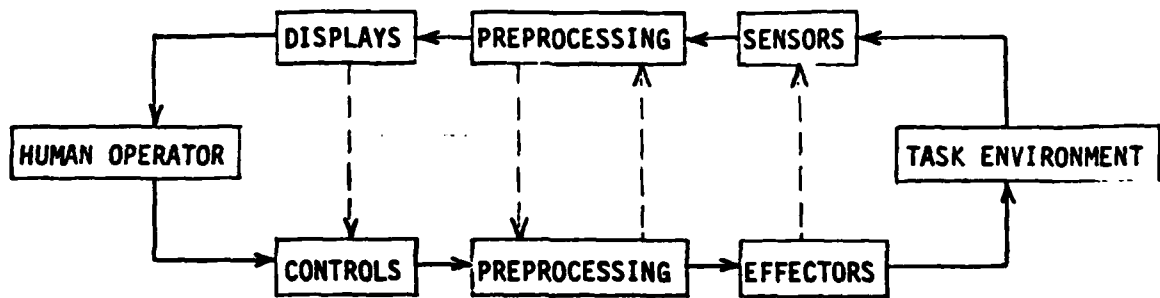 DISPLAYS
PREPROCESSING
SENSORS
HUMAN OPERATOR
TASK ENVIRONMENT
CONTROLS
PREPROCESSING
EFFECTORS